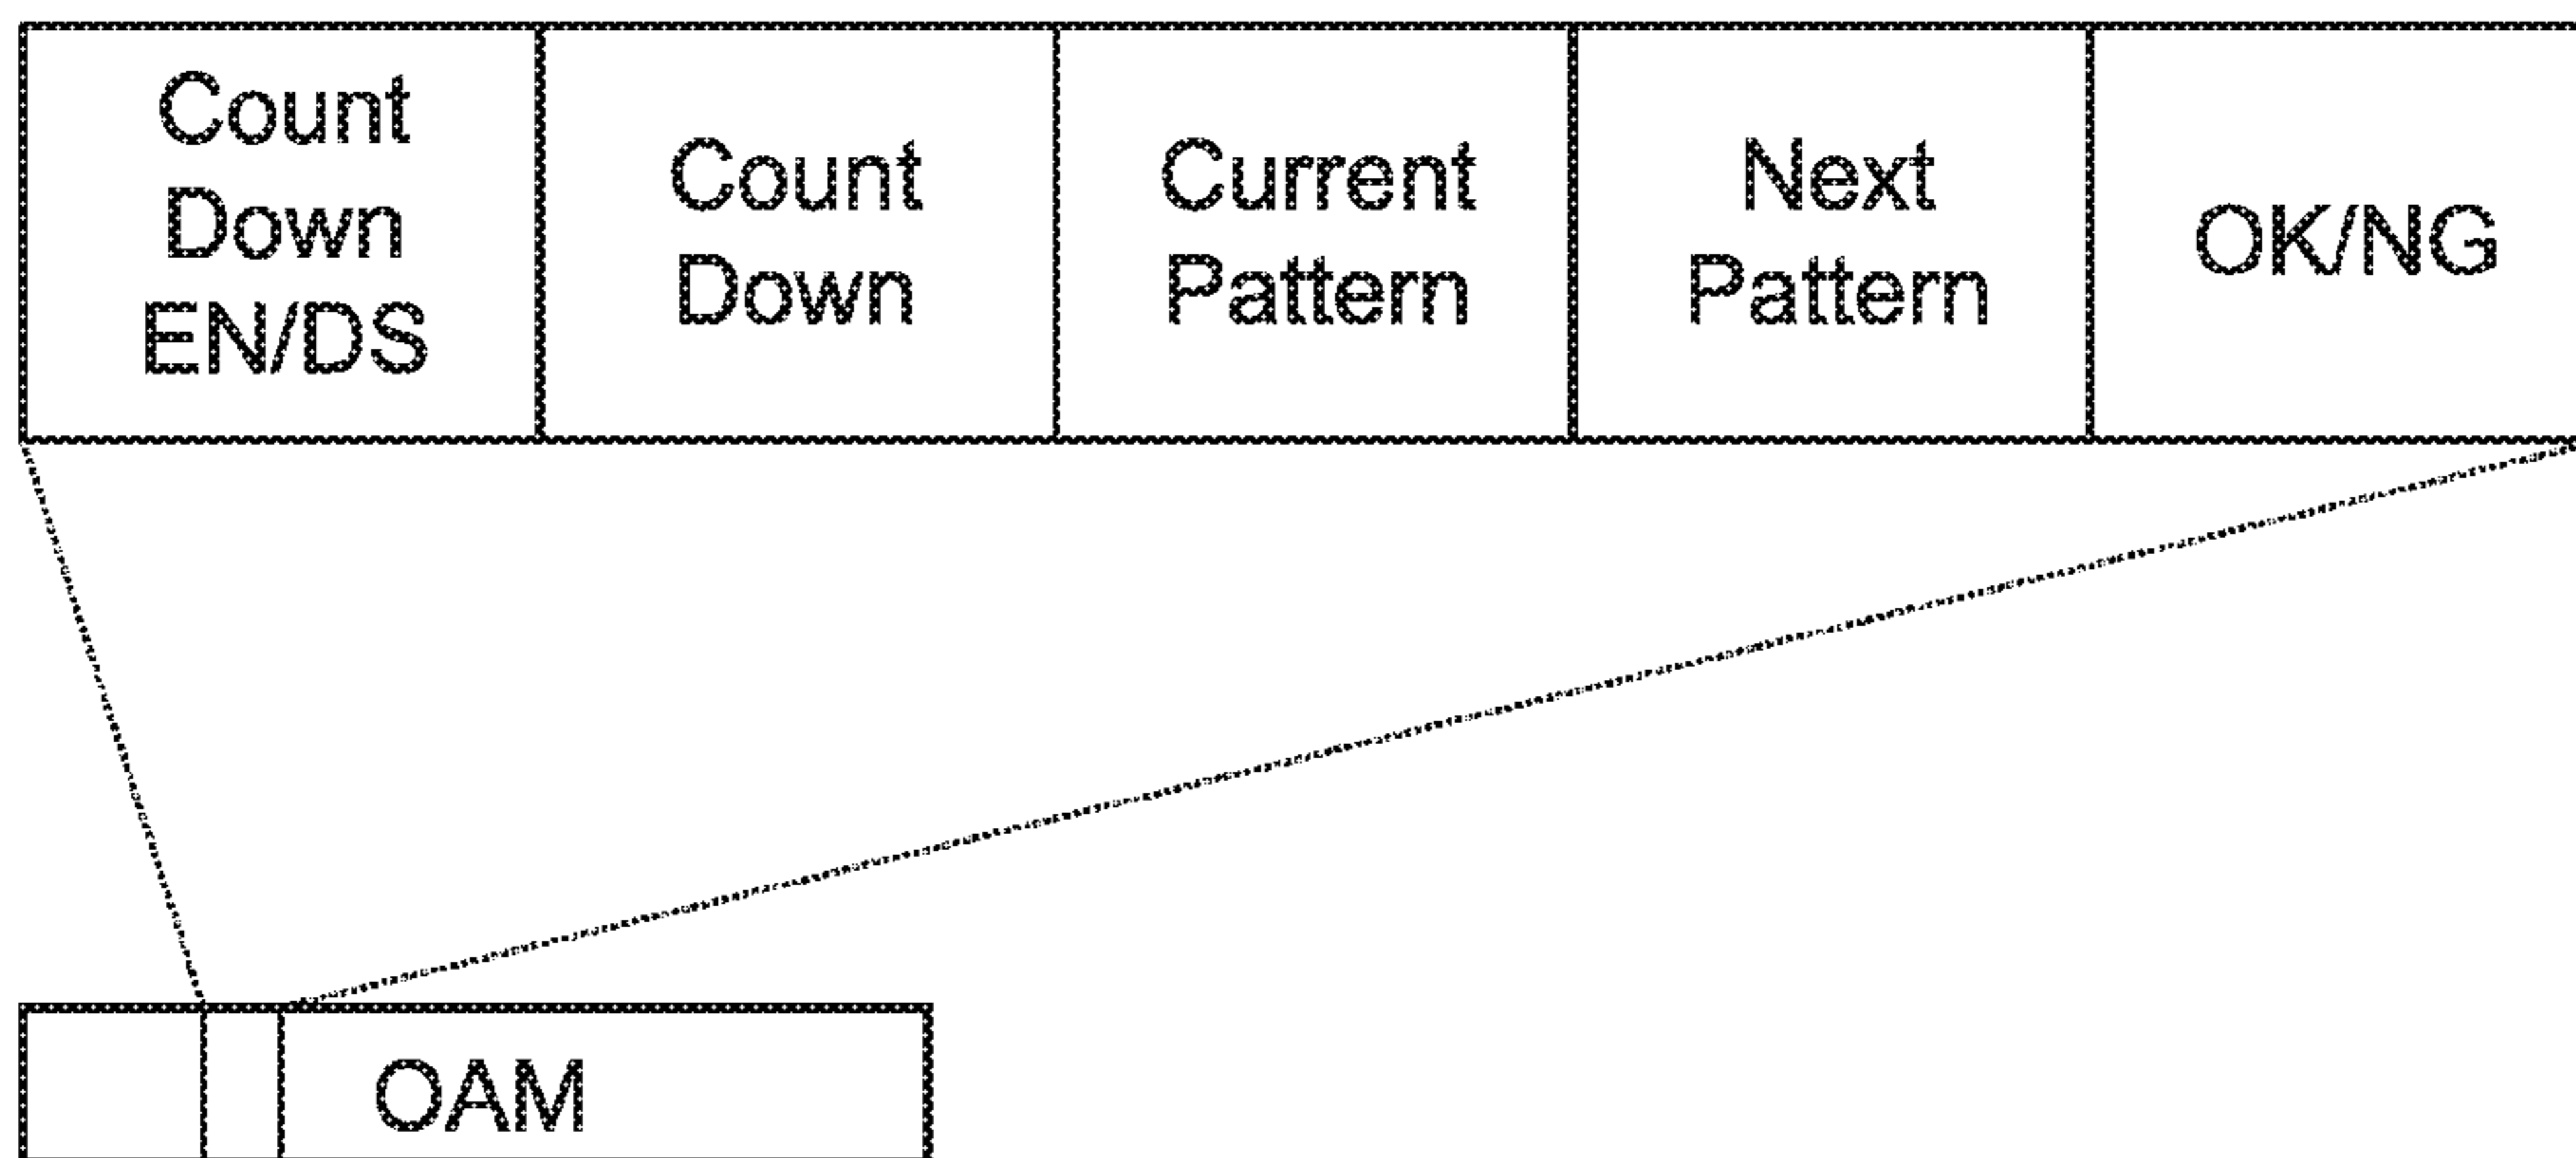 Count
Down
EN/DS
Count
Down
Current
Pattern
Next
Pattern
OK/NG
OAM